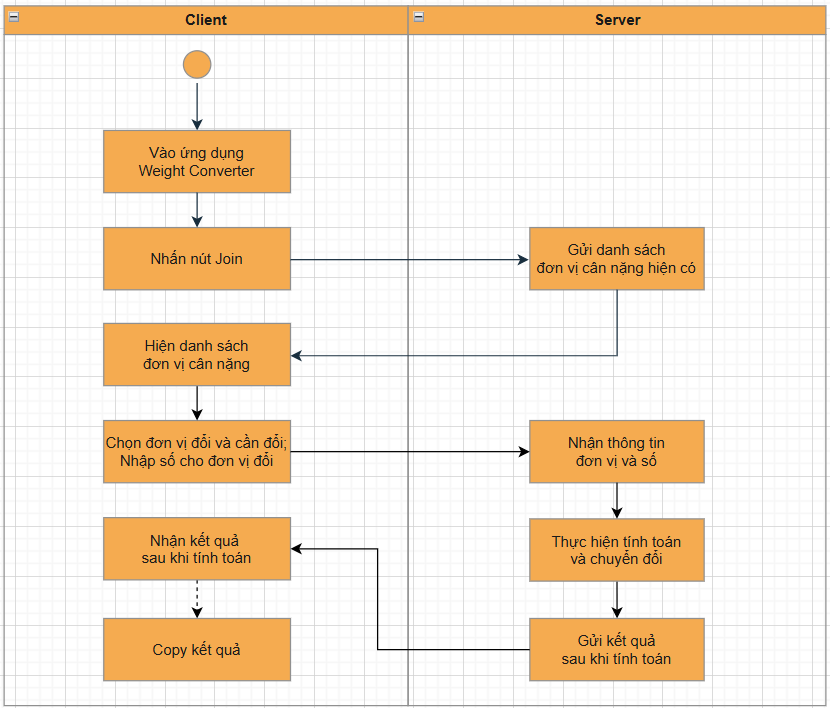 Client
Server
Vào ứng dụng
Weight Converter
Nhấn nút Join
Gửi danh sách
đơn vị cân nặng hiện có
Hiện danh sách
đơn vị cân nặng
Chọn đơn vị đổi và cần đổi;
Nhập số cho đơn vị đổi
Nhận thông tin
đơn vị và số
Thực hiện tính toán
và chuyển đổi
Gửi kết quả
sau khi tính toán
Nhận kết quả
sau khi tính toán
Copy kết quả